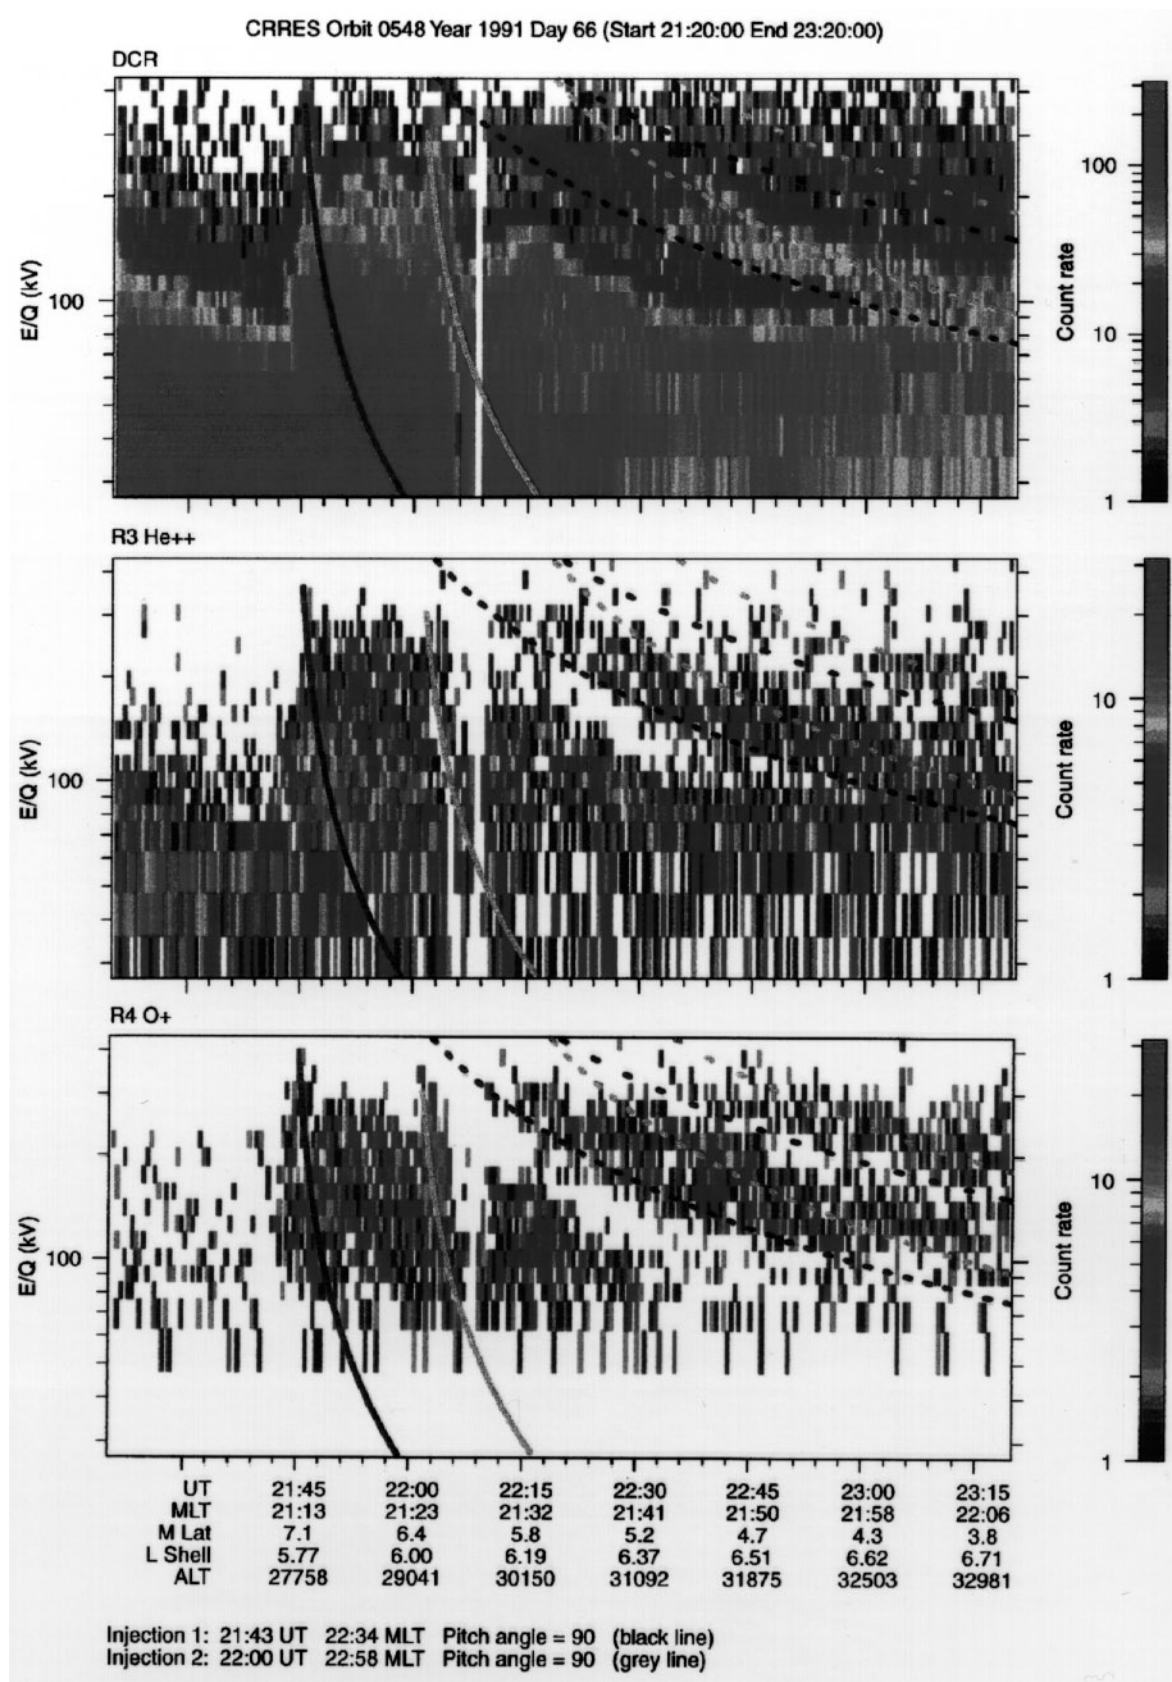 CRRES Orbit 0548 Year 1991 Day 66 (Start 21:20:00 End 23:20:00)
DCR
E/Q (kV)
100
Count rate
100
10
1
R3 He++
E/Q (kV)
100
Count rate
10
1
R4 O+
E/Q (kV)
100
Count rate
10
1
UT 21:45 22:00 22:15 22:30 22:45 23:00 23:15
MLT 21:13 21:23 21:32 21:41 21:50 21:58 22:06
M Lat 7.1 6.4 5.8 5.2 4.7 4.3 3.8
L Shell 5.77 6.00 6.19 6.37 6.51 6.62 6.71
ALT 27758 29041 30150 31092 31875 32503 32981
Injection 1: 21:43 UT 22:34 MLT Pitch angle = 90 (black line)
Injection 2: 22:00 UT 22:58 MLT Pitch angle = 90 (grey line)